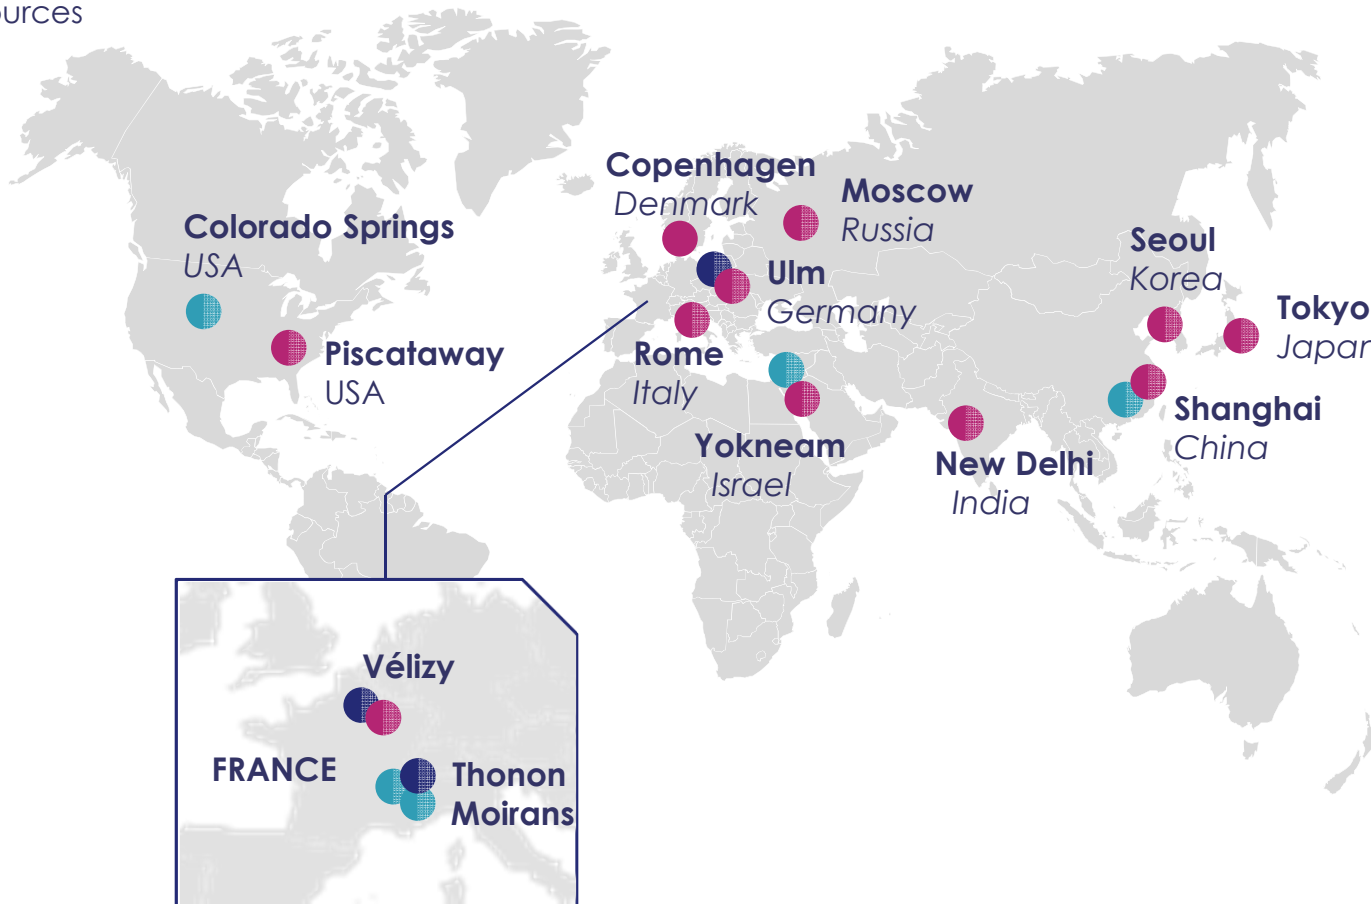 Copenhagen
Denmark
Moscow
Russia
Colorado Springs
USA
Seoul
Korea
Ulm
Germany
Tokyo
Piscataway
USA
Rome
Italy
Shanghai
China
Yokneam
Israel
New Delhi
India
Vélizy
FRANCE
Thonon
Moirans